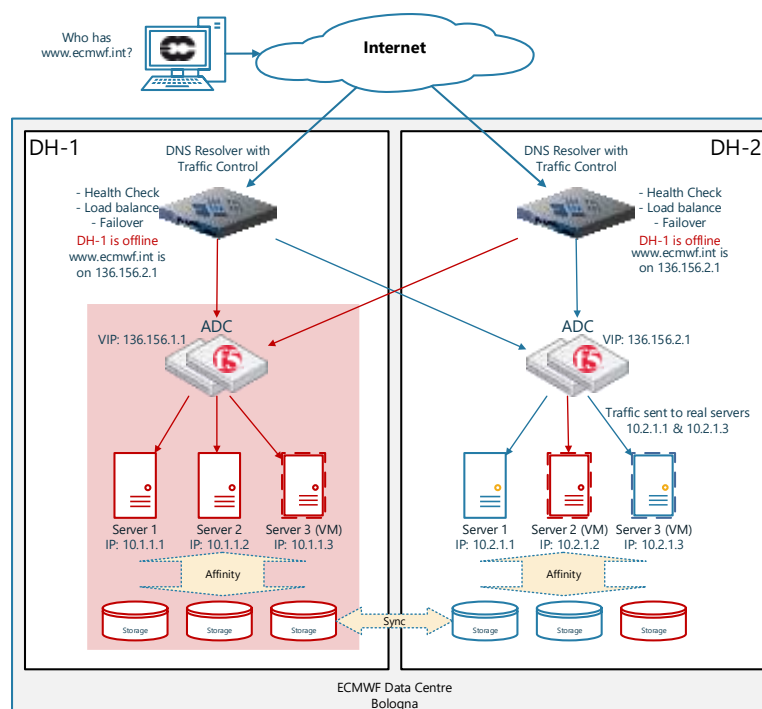 Who has
www.ecmwf.int?
Internet
DH-1
DNS Resolver with
Traffic Control
- Health Check
- Load balance
- Failover
DH-1 is offline
www.ecmwf.int is
on 136.156.2.1
DH-2
DNS Resolver with
Traffic Control
- Health Check
- Load balance
- Failover
DH-1 is offline
www.ecmwf.int is
on 136.156.2.1
ADC
VIP: 136.156.1.1
f5
ADC
VIP: 136.156.2.1
f5
Traffic sent to real servers
10.2.1.1 & 10.2.1.3
Server 1
IP: 10.1.1.1
Server 2
IP: 10.1.1.2
Server 3 (VM)
IP: 10.1.1.3
Server 1
IP: 10.2.1.1
Server 2 (VM)
IP: 10.2.1.2
Server 3 (VM)
IP: 10.2.1.3
Affinity
Affinity
Storage
Storage
Storage
Sync
Storage
Storage
Storage
ECMWF Data Centre
Bologna